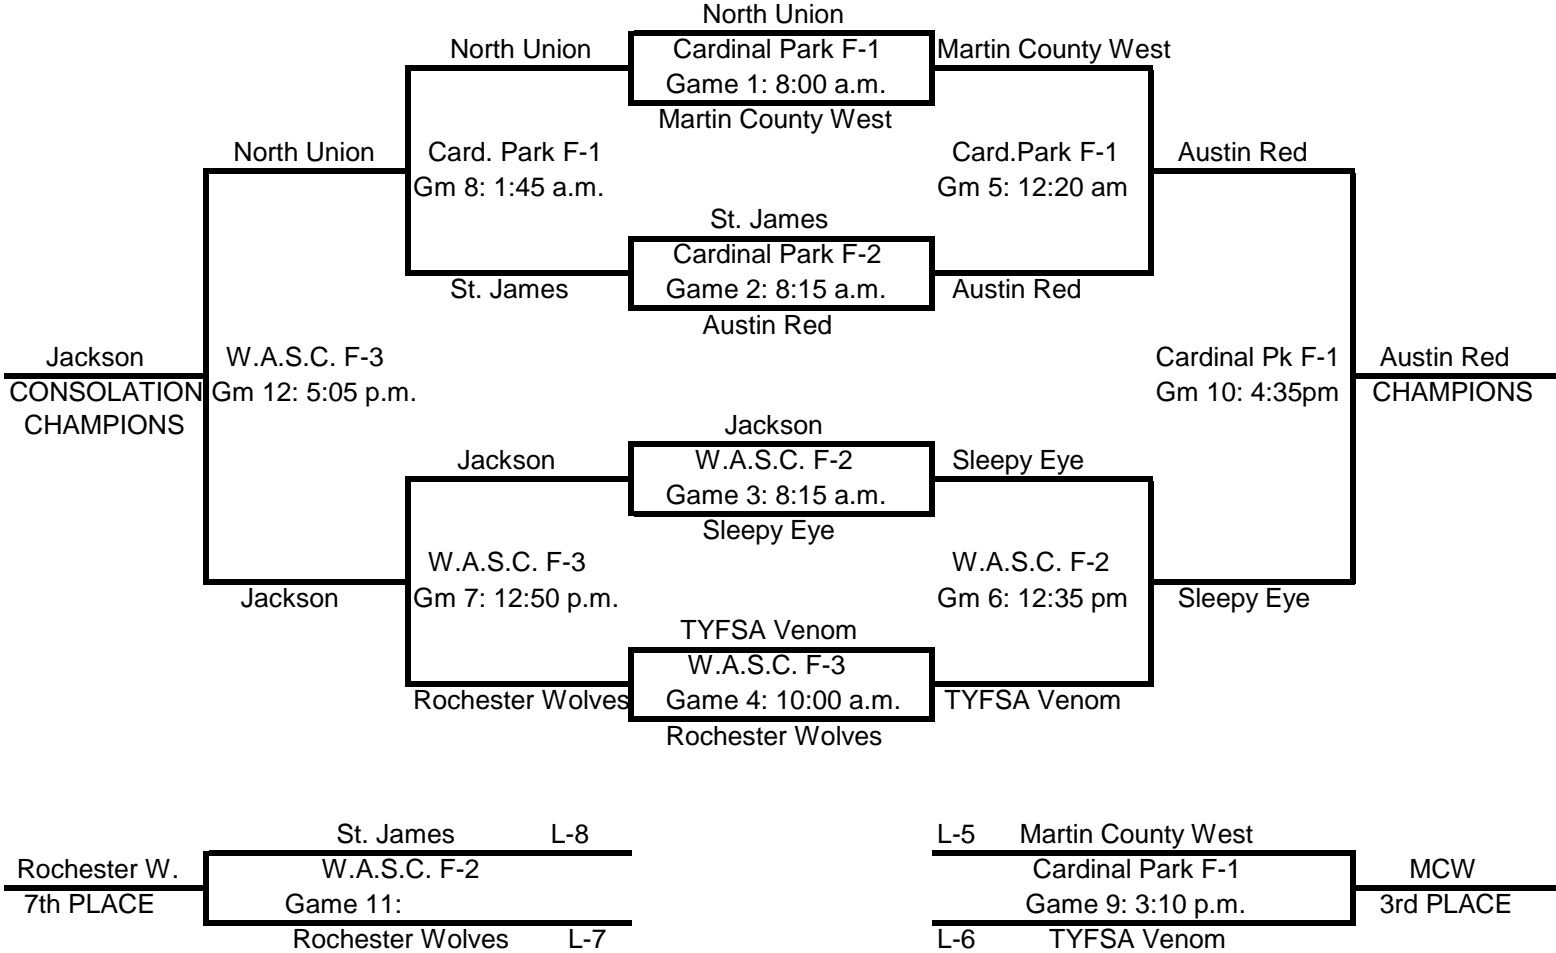 North Union
North Union Cardinal Park F-1 Martin County West
Game 1: 8:00 a.m.
Martin County West
North Union Card. Park F-1 Card.Park F-1 Austin Red
Gm 8: 1:45 a.m. Gm 5: 12:20 am
St. James
Cardinal Park F-2
St. James Game 2: 8:15 a.m. Austin Red
Austin Red
Jackson W.A.S.C. F-3 Cardinal Pk F-1 Austin Red
CONSOLATION Gm 12: 5:05 p.m. Gm 10: 4:35pm CHAMPIONS
CHAMPIONS Jackson
Jackson W.A.S.C. F-2 Sleepy Eye
Game 3: 8:15 a.m.
Sleepy Eye
W.A.S.C. F-3 W.A.S.C. F-2
Jackson Gm 7: 12:50 p.m. Gm 6: 12:35 pm Sleepy Eye
TYFSA Venom
W.A.S.C. F-3
Rochester Wolves Game 4: 10:00 a.m. TYFSA Venom
Rochester Wolves
St. James L-8 L-5 Martin County West
Rochester W. W.A.S.C. F-2 Cardinal Park F-1 MCW
7th PLACE Game 11: Game 9: 3:10 p.m. 3rd PLACE
Rochester Wolves L-7 L-6 TYFSA Venom